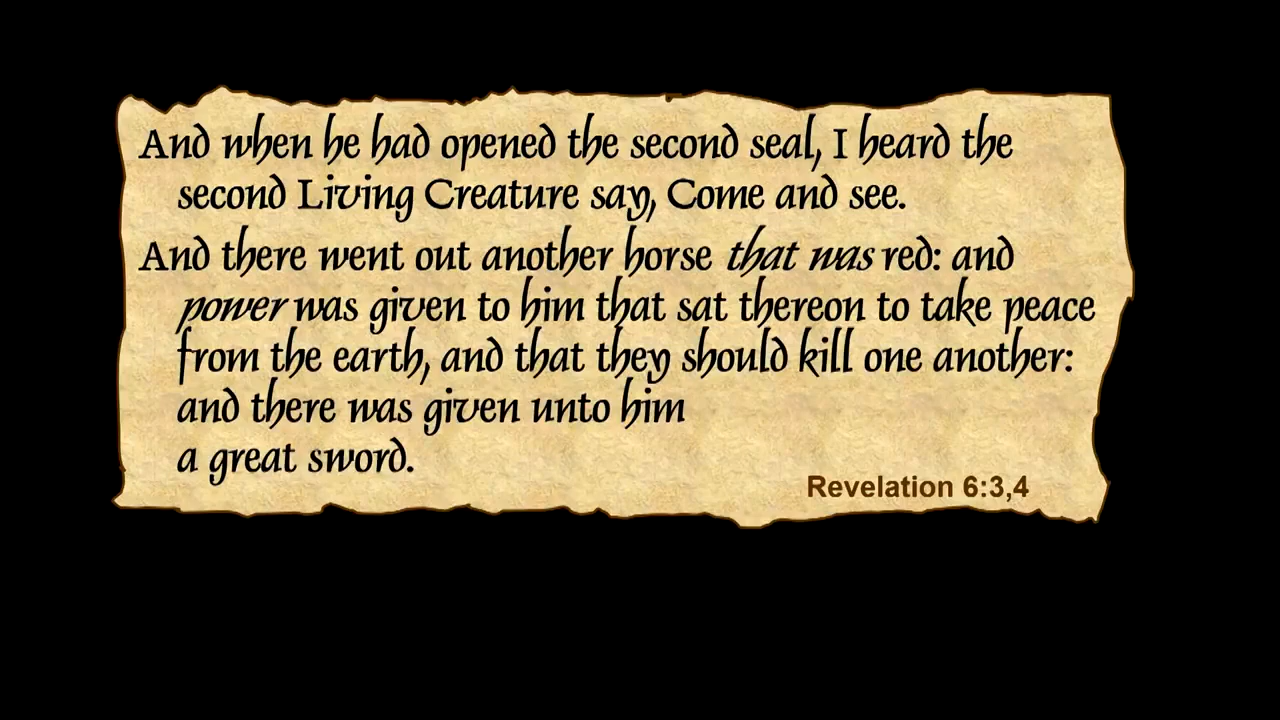 And when he had opened the second seal, I heard the
second Living Creature say, Come and see.
And there went out another horse that was red: and
power was given to him that sat thereon to take peace
from the earth, and that they should kill one another:
and there was given unto him
a great sword.
Revelation 6:3,4